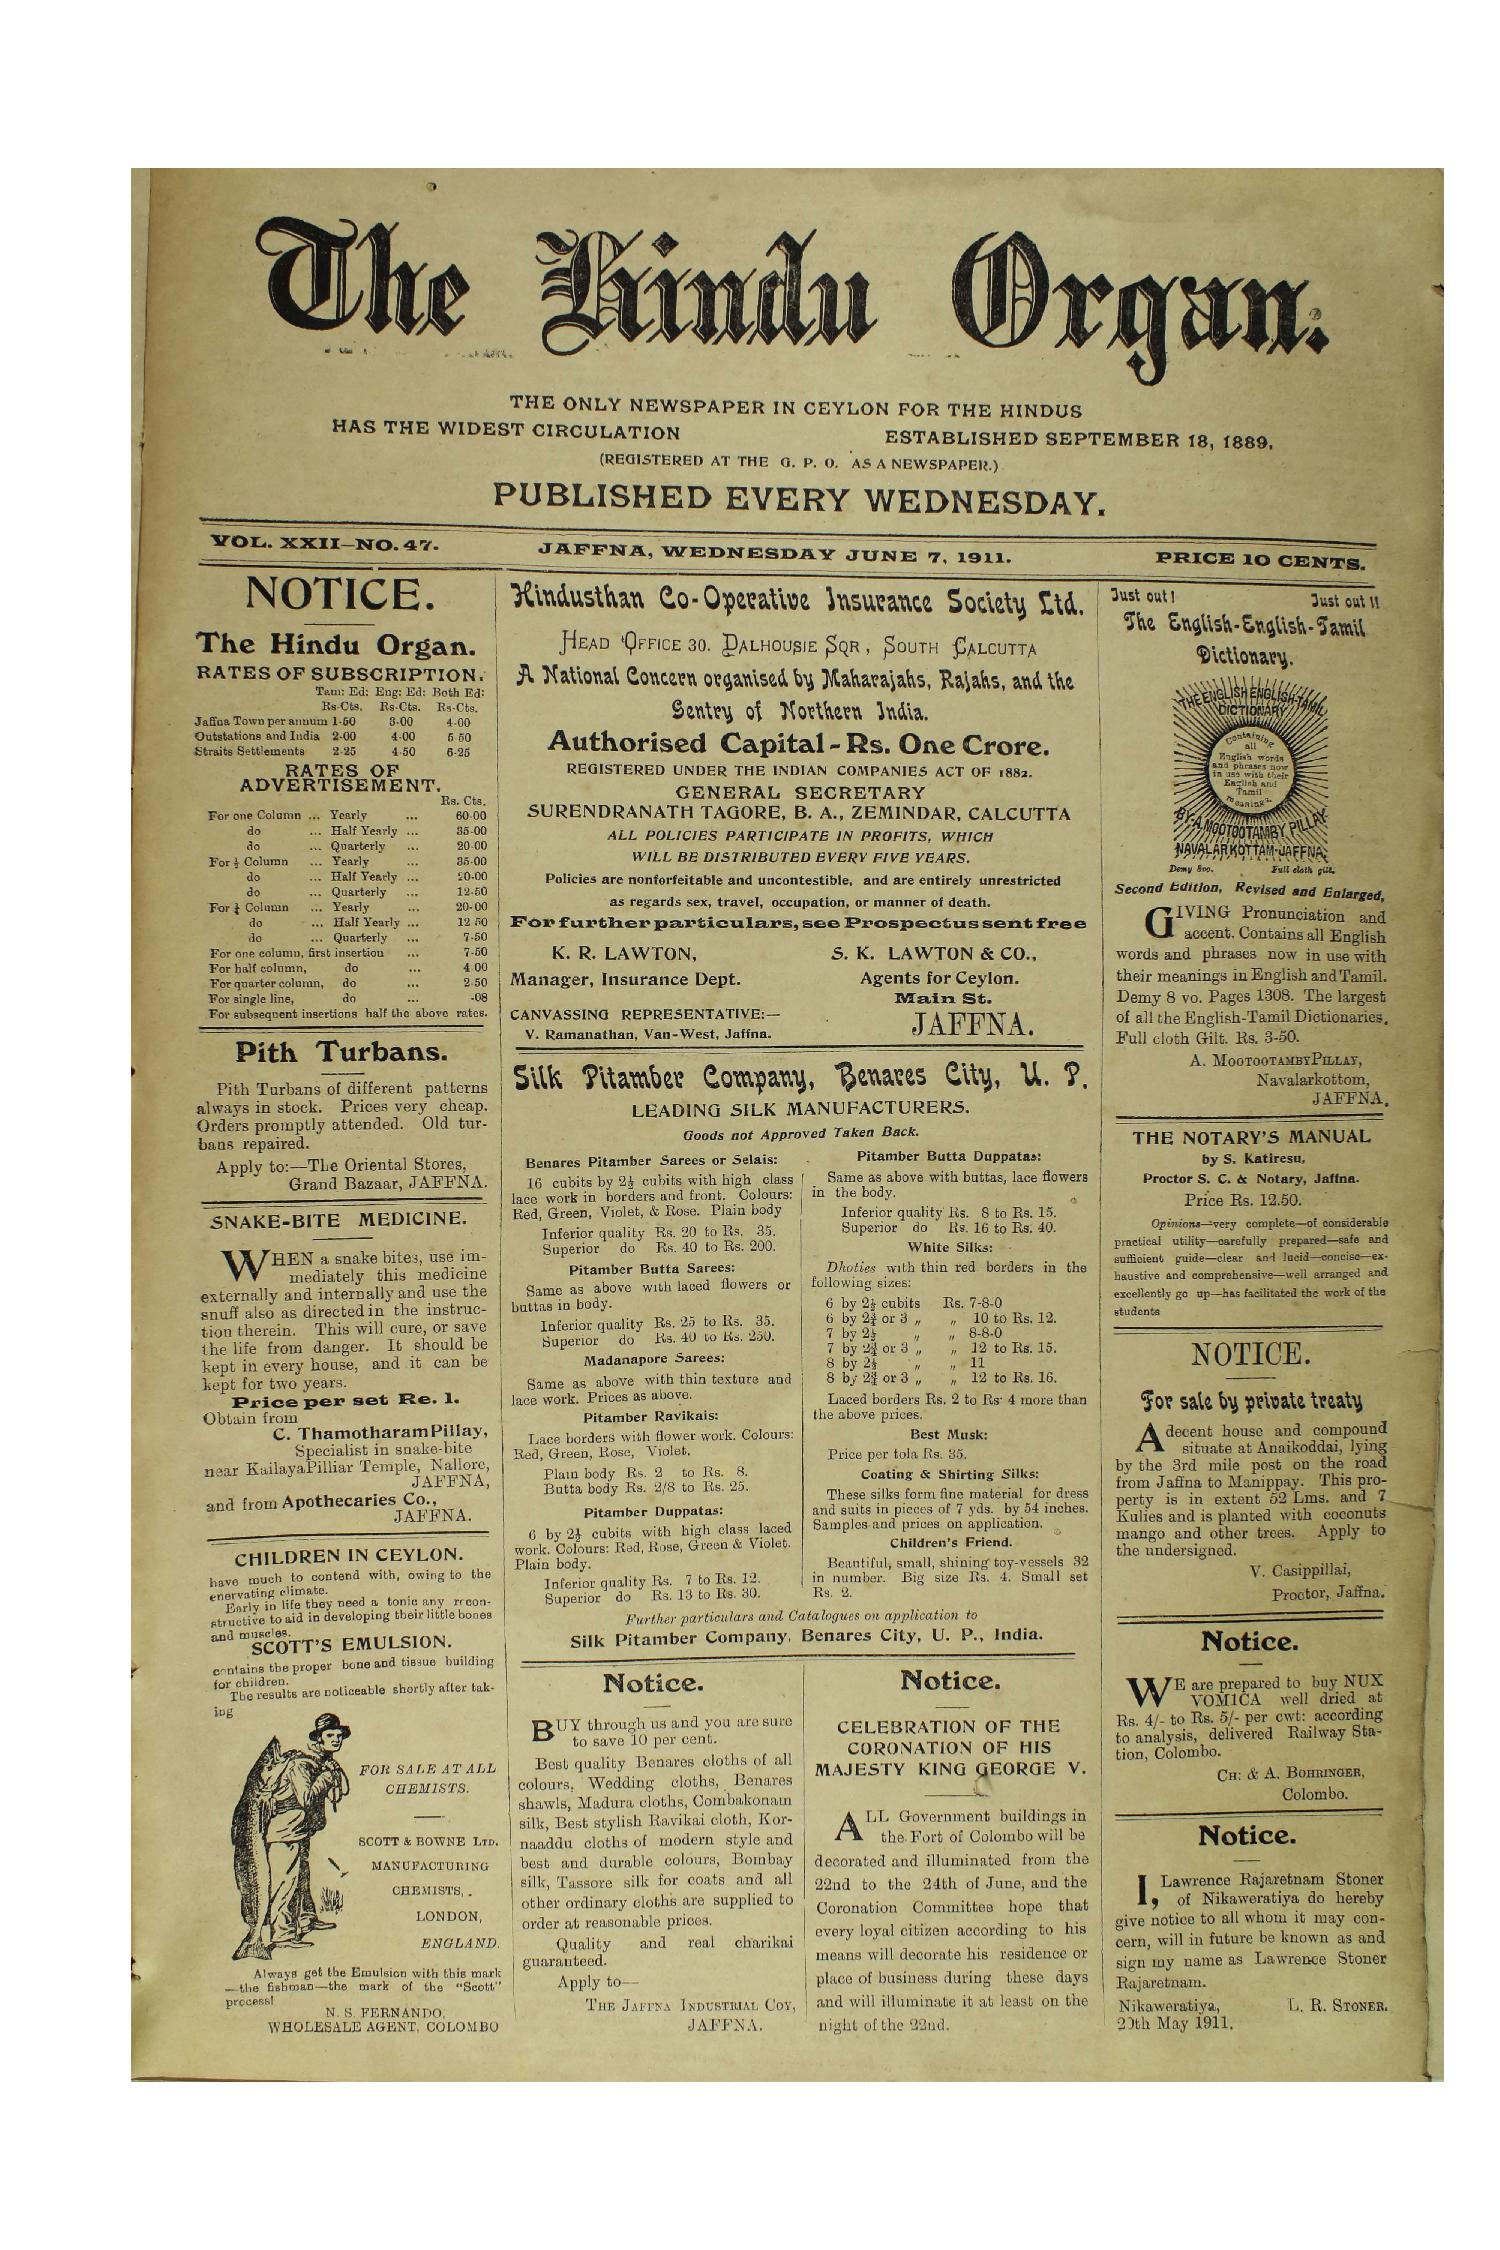 The Hindu Organ.
THE ONLY NEWSPAPER IN CEYLON FOR THE HINDUS
HAS THE WIDEST CIRCULATION ESTABLISHED SEPTEMBER 18, 1889.
(REGISTERED AT THE G. P. O. AS A NEWSPAPER.)
PUBLISHED EVERY WEDNESDAY.
VOL. XXII—NO. 47. JAFFNA, WEDNESDAY JUNE 7, 1911. PRICE 10 CENTS.
NOTICE.
The Hindu Organ.
RATES OF SUBSCRIPTION.
Tam: Ed: Eng: Ed: Both Ed:
Rs-Cts. Rs-Cts. Rs-Cts.
Jaffna Town per annum 1-50 3-00 4-00
Outstations and India 2-00 4-00 5 50
Straits Settlements 2-25 4-50 6-25
RATES OF
ADVERTISEMENT.
Rs. Cts.
For one Column ... Yearly ... 60-00
do ... Half Yearly ... 35-00
do ... Quarterly ... 20-00
For ½ Column ... Yearly ... 35-00
do ... Half Yearly ... 20-00
do ... Quarterly ... 12-50
For ¼ Column ... Yearly ... 20-00
do ... Half Yearly ... 12 50
do ... Quarterly ... 7-50
For one column, first insertion ... 7-50
For half column, do ... 4 00
For quarter column, do ... 2 50
For single line, do ... -08
For subsequent insertions half the above rates.
Pith Turbans.
Pith Turbans of different patterns
always in stock. Prices very cheap.
Orders promptly attended. Old tur-
bans repaired.
Apply to:—The Oriental Stores,
Grand Bazaar, JAFFNA.
SNAKE-BITE MEDICINE.
WHEN a snake bites, use im-
mediately this medicine
externally and internally and use the
snuff also as directed in the instruc-
tion therein. This will cure, or save
the life from danger. It should be
kept in every house, and it can be
kept for two years.
Price per set Re. 1.
Obtain from
C. ThamotharamPillay,
Specialist in snake-bite
near KailayaPilliar Temple, Nallore,
JAFFNA,
and from Apothecaries Co.,
JAFFNA.
CHILDREN IN CEYLON.
have much to contend with, owing to the
enervating climate.
Early in life they need a tonic any recon-
structive to aid in developing their little bones
and muscles.
SCOTT'S EMULSION.
contains the proper bone and tissue building
for children.
The results are noticeable shortly after tak-
ing
FOR SALE AT ALL
CHEMISTS.
SCOTT & BOWNE LTD.
MANUFACTURING
CHEMISTS,
LONDON,
ENGLAND.
Always get the Emulsion with this mark
—the fishman—the mark of the "Scott"
process!
N. S. FERNANDO,
WHOLESALE AGENT, COLOMBO
Hindusthan Co-Operative Insurance Society Ltd.
HEAD OFFICE 30. DALHOUSIE SQR, SOUTH CALCUTTA
A National Concern organised by Maharajahs, Rajahs, and the
Gentry of Northern India.
Authorised Capital - Rs. One Crore.
REGISTERED UNDER THE INDIAN COMPANIES ACT OF 1882.
GENERAL SECRETARY
SURENDRANATH TAGORE, B. A., ZEMINDAR, CALCUTTA
ALL POLICIES PARTICIPATE IN PROFITS, WHICH
WILL BE DISTRIBUTED EVERY FIVE YEARS.
Policies are nonforfeitable and uncontestible, and are entirely unrestricted
as regards sex, travel, occupation, or manner of death.
For further particulars, see Prospectus sent free
K. R. LAWTON, S. K. LAWTON & CO.,
Manager, Insurance Dept. Agents for Ceylon.
Main St.
CANVASSING REPRESENTATIVE:— JAFFNA.
V. Ramanathan, Van-West, Jaffna.
Silk Pitamber Company, Benares City, U. P.
LEADING SILK MANUFACTURERS.
Goods not Approved Taken Back.
Benares Pitamber Sarees or Selais:
16 cubits by 2½ cubits with high class
lace work in borders and front. Colours:
Red, Green, Violet, & Rose. Plain body
Inferior quality Rs. 20 to Rs. 35.
Superior do Rs. 40 to Rs. 200.
Pitamber Butta Sarees:
Same as above with laced flowers or
buttas in body.
Inferior quality Rs. 25 to Rs. 35.
Superior do Rs. 40 to Rs. 250.
Madanapore Sarees:
Same as above with thin texture and
lace work. Prices as above.
Pitamber Ravikais:
Lace borders with flower work. Colours:
Red, Green, Rose, Violet.
Plain body Rs. 2 to Rs. 8.
Butta body Rs. 2/8 to Rs. 25.
Pitamber Duppatas:
6 by 2½ cubits with high class laced
work. Colours: Red, Rose, Green & Violet.
Plain body.
Inferior quality Rs. 7 to Rs. 12.
Superior do Rs. 13 to Rs. 30.
Pitamber Butta Duppatas:
Same as above with buttas, lace flowers
in the body.
Inferior quality Rs. 8 to Rs. 15.
Superior do Rs. 16 to Rs. 40.
White Silks:
Dhoties with thin red borders in the
following sizes:
6 by 2½ cubits Rs. 7-8-0
6 by 2¾ or 3 „ „ 10 to Rs. 12.
7 by 2½ „ „ 8-8-0
7 by 2¾ or 3 „ „ 12 to Rs. 15.
8 by 2½ „ „ 11
8 by 2¾ or 3 „ „ 12 to Rs. 16.
Laced borders Rs. 2 to Rs 4 more than
the above prices.
Best Musk:
Price per tola Rs. 35.
Coating & Shirting Silks:
These silks form fine material for dress
and suits in pieces of 7 yds. by 54 inches.
Samples and prices on application.
Children's Friend.
Beautiful, small, shining toy-vessels 32
in number. Big size Rs. 4. Small set
Rs. 2.
Further particulars and Catalogues on application to
Silk Pitamber Company, Benares City, U. P., India.
Notice.
BUY through us and you are sure
to save 10 per cent.
Best quality Benares cloths of all
colours, Wedding cloths, Benares
shawls, Madura cloths, Combakonam
silk, Best stylish Ravikai cloth, Kor-
naaddu cloths of modern style and
best and durable colours, Bombay
silk, Tassore silk for coats and all
other ordinary cloths are supplied to
order at reasonable prices.
Quality and real charikai
guaranteed.
Apply to—
THE JAFFNA INDUSTRIAL COY,
JAFFNA.
Notice.
CELEBRATION OF THE
CORONATION OF HIS
MAJESTY KING GEORGE V.
ALL Government buildings in
the Fort of Colombo will be
decorated and illuminated from the
22nd to the 24th of June, and the
Coronation Committee hope that
every loyal citizen according to his
means will decorate his residence or
place of business during these days
and will illuminate it at least on the
night of the 22nd.
Just out! Just out!!
The English-English-Tamil
Dictionary.
THE ENGLISH ENGLISH-TAMIL
DICTIONARY
Containing
all
English words
and phrases now
in use with their
English and
Tamil
meanings.
BY A. MOOTOOTAMBY PILLAY
NAVALARKOTTAM-JAFFNA
Demy 8vo. Full cloth gilt.
Second Edition, Revised and Enlarged,
GIVING Pronunciation and
accent. Contains all English
words and phrases now in use with
their meanings in English and Tamil.
Demy 8 vo. Pages 1308. The largest
of all the English-Tamil Dictionaries.
Full cloth Gilt. Rs. 3-50.
A. MOOTOOTAMBYPILLAY,
Navalarkottom,
JAFFNA.
THE NOTARY'S MANUAL
by S. Katiresu,
Proctor S. C. & Notary, Jaffna.
Price Rs. 12.50.
Opinions—very complete—of considerable
practical utility—carefully prepared—safe and
sufficient guide—clear and lucid—concise—ex-
haustive and comprehensive—well arranged and
excellently go up—has facilitated the work of the
students
NOTICE.
For sale by private treaty
A decent house and compound
situate at Anaikoddai, lying
by the 3rd mile post on the road
from Jaffna to Manippay. This pro-
perty is in extent 52 Lms. and 7
Kulies and is planted with coconuts
mango and other trees. Apply to
the undersigned.
V. Casippillai,
Proctor, Jaffna.
Notice.
WE are prepared to buy NUX
VOMICA well dried at
Rs. 4/- to Rs. 5/- per cwt: according
to analysis, delivered Railway Sta-
tion, Colombo.
CH: & A. BOHRINGER,
Colombo.
Notice.
I, Lawrence Rajaretnam Stoner
of Nikaweratiya do hereby
give notice to all whom it may con-
cern, will in future be known as and
sign my name as Lawrence Stoner
Rajaretnam.
Nikaweratiya, L. R. STONER.
20th May 1911.